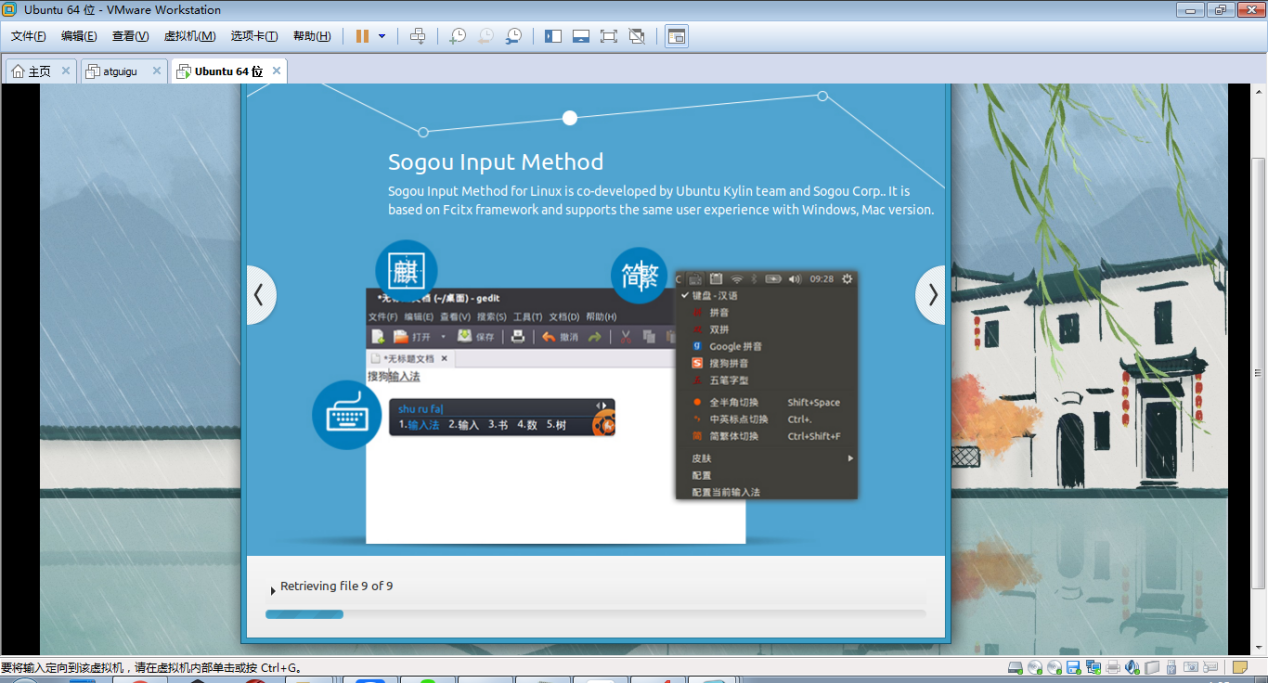 Ubuntu 64 位 - VMware Workstation
文件(F) 编辑(E) 查看(V) 虚拟机(M) 选项卡(T) 帮助(H)
主页 atguigu Ubuntu 64 位
Sogou Input Method
Sogou Input Method for Linux is co-developed by Ubuntu Kylin team and Sogou Corp.. It is
based on Fcitx framework and supports the same user experience with Windows, Mac version.
麒
简繁
09:28
*无标题文档 (~/桌面) - gedit
文件(F) 编辑(E) 查看(V) 搜索(S) 工具(T) 文档(D) 帮助(H)
打开 保存 撤消
*无标题文档
搜狗输入法
shu ru fa
1.输入法 2.输入 3.书 4.数 5.树
键盘-汉语
拼音
双拼
Google 拼音
搜狗拼音
五笔字型
全半角切换 Shift+Space
中英标点切换 Ctrl+.
简繁体切换 Ctrl+Shift+F
皮肤
配置
配置当前输入法
Retrieving file 9 of 9
要将输入定向到该虚拟机，请在虚拟机内部单击或按 Ctrl+G。